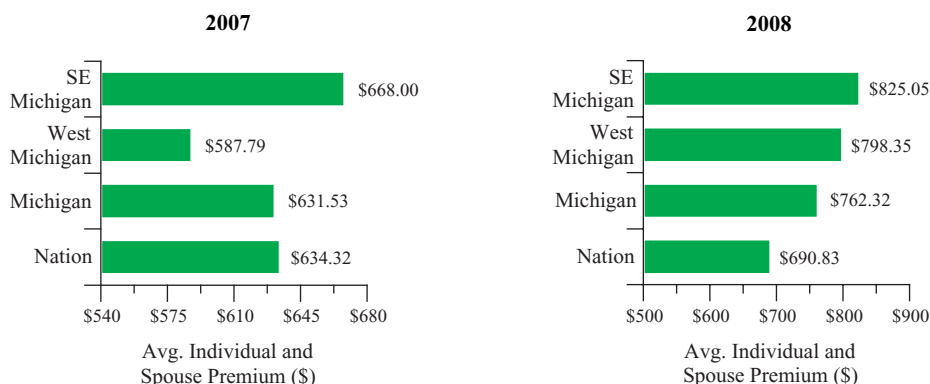 2007
SE
Michigan
$668.00
West
Michigan
$587.79
Michigan
$631.53
Nation
$634.32
$540 $575 $610 $645 $680
Avg. Individual and
Spouse Premium ($)
2008
SE
Michigan
$825.05
West
Michigan
$798.35
Michigan
$762.32
Nation
$690.83
$500 $600 $700 $800 $900
Avg. Individual and
Spouse Premium ($)